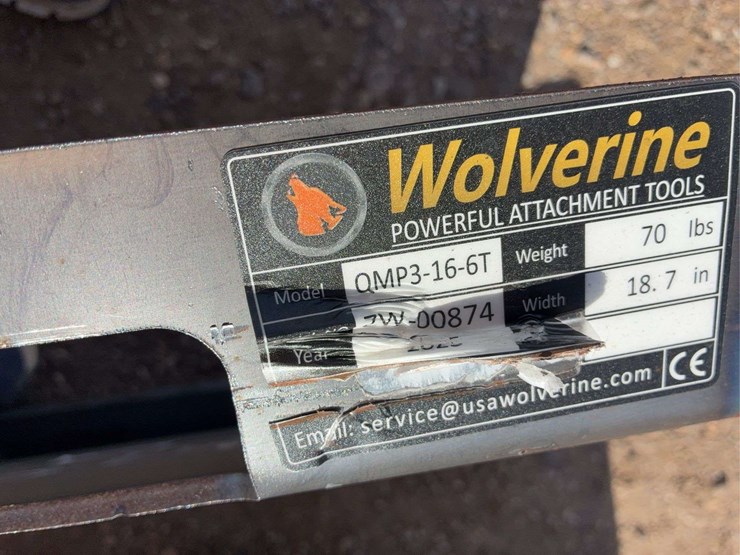 Wolverine
POWERFUL ATTACHMENT TOOLS
Model QMP3-16-6T Weight 70 lbs
ZW-00874 Width 18.7 in
Year
Email: service@usawolverine.com CE